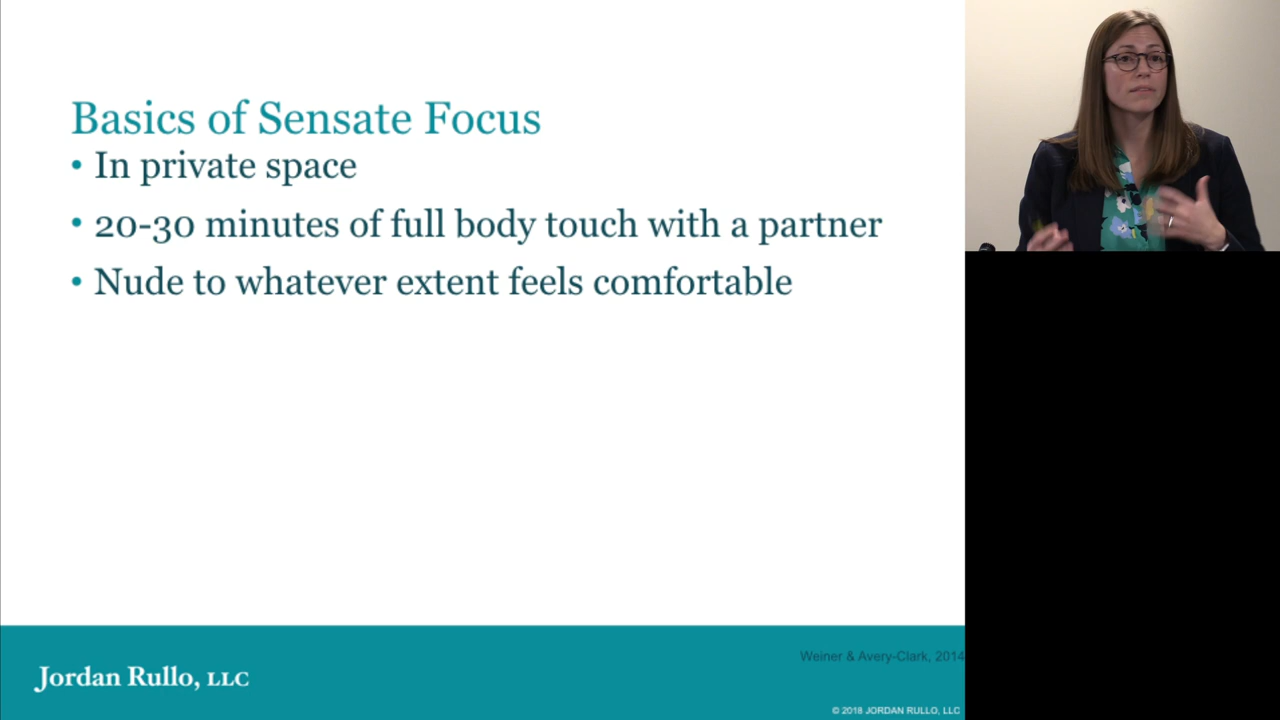 Basics of Sensate Focus
• In private space
• 20-30 minutes of full body touch with a partner
• Nude to whatever extent feels comfortable
Weiner & Avery-Clark, 2014
Jordan Rullo, LLC
© 2018 JORDAN RULLO, LLC